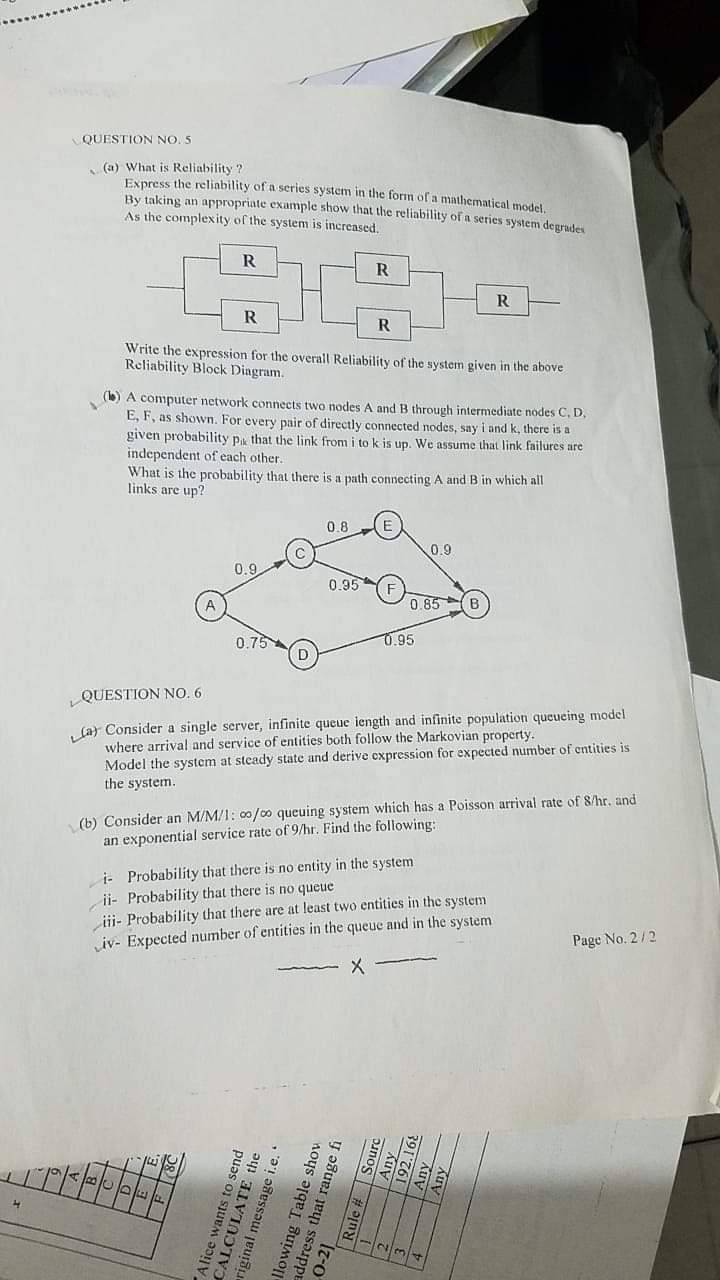 QUESTION NO. 5
(a) What is Reliability ?
Express the reliability of a series system in the form of a mathematical model.
By taking an appropriate example show that the reliability of a series system degrades
As the complexity of the system is increased.
R
R
R
R
R
Write the expression for the overall Reliability of the system given in the above
Reliability Block Diagram.
(b) A computer network connects two nodes A and B through intermediate nodes C, D,
E, F, as shown. For every pair of directly connected nodes, say i and k, there is a
given probability pik that the link from i to k is up. We assume that link failures are
independent of each other.
What is the probability that there is a path connecting A and B in which all
links are up?
0.8
E
C
0.9
0.9
0.95
F
A
0.85
B
0.75
D
0.95
QUESTION NO. 6
(a) Consider a single server, infinite queue length and infinite population queueing model
where arrival and service of entities both follow the Markovian property.
Model the system at steady state and derive expression for expected number of entities is
the system.
(b) Consider an M/M/1: ∞/∞ queuing system which has a Poisson arrival rate of 8/hr. and
an exponential service rate of 9/hr. Find the following:
i- Probability that there is no entity in the system
ii- Probability that there is no queue
iii- Probability that there are at least two entities in the system
iv- Expected number of entities in the queue and in the system
Page No. 2 / 2
X
9
A
B
C
D
E
F
E.
8C
Alice wants to send
CALCULATE the
riginal message i.e.
llowing Table show
address that range fi
O-2]
Rule # Sourc
1 Any
2 192.168
3 Any
4 Any